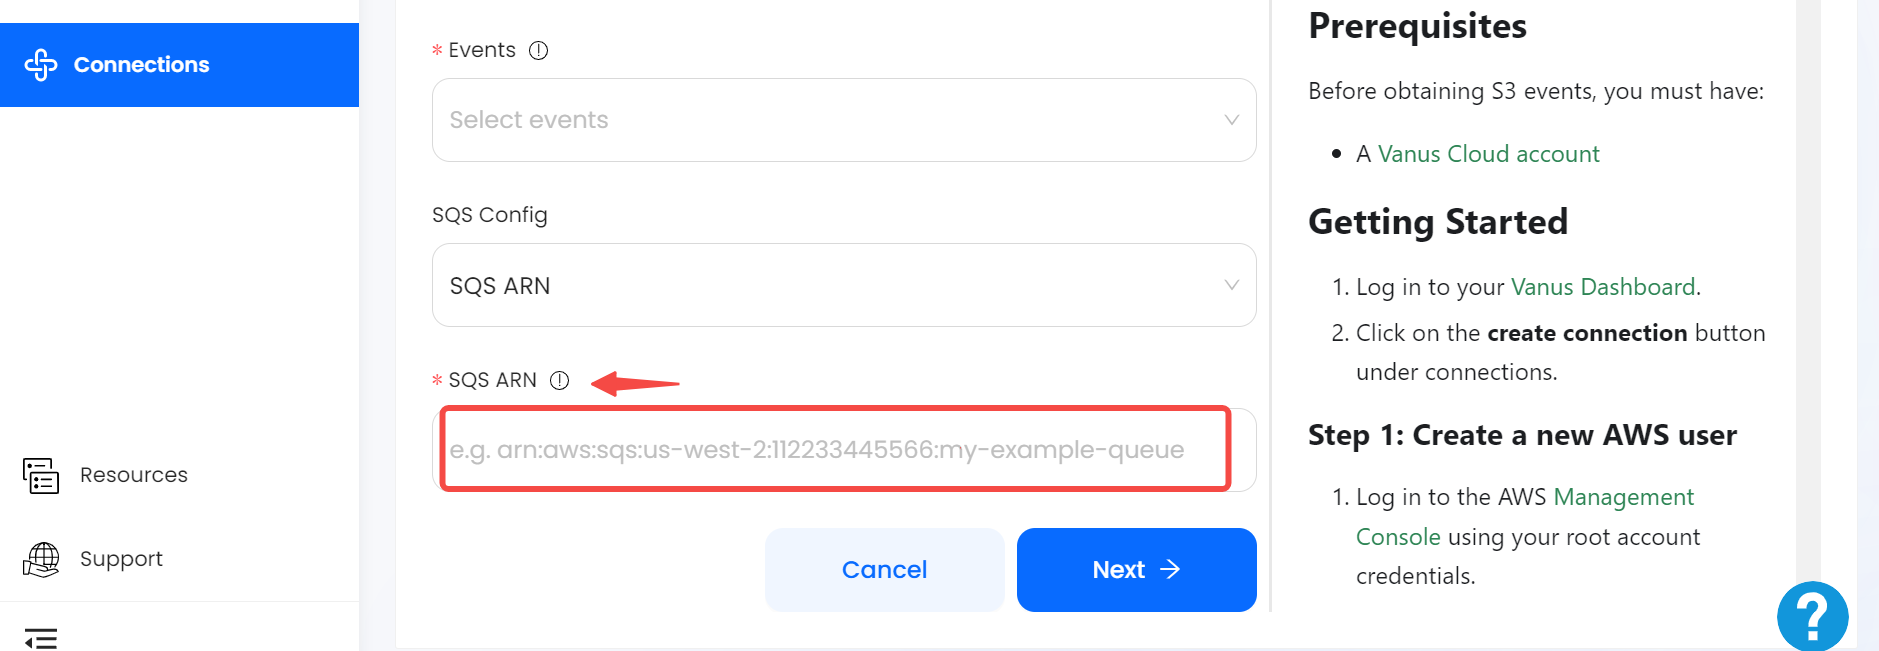 Connections
Resources
Support
* Events
Select events
SQS Config
SQS ARN
* SQS ARN
e.g. arn:aws:sqs:us-west-2:112233445566:my-example-queue
Cancel
Next →
Prerequisites
Before obtaining S3 events, you must have:
• A Vanus Cloud account
Getting Started
1. Log in to your Vanus Dashboard.
2. Click on the create connection button
under connections.
Step 1: Create a new AWS user
1. Log in to the AWS Management
Console using your root account
credentials.
?